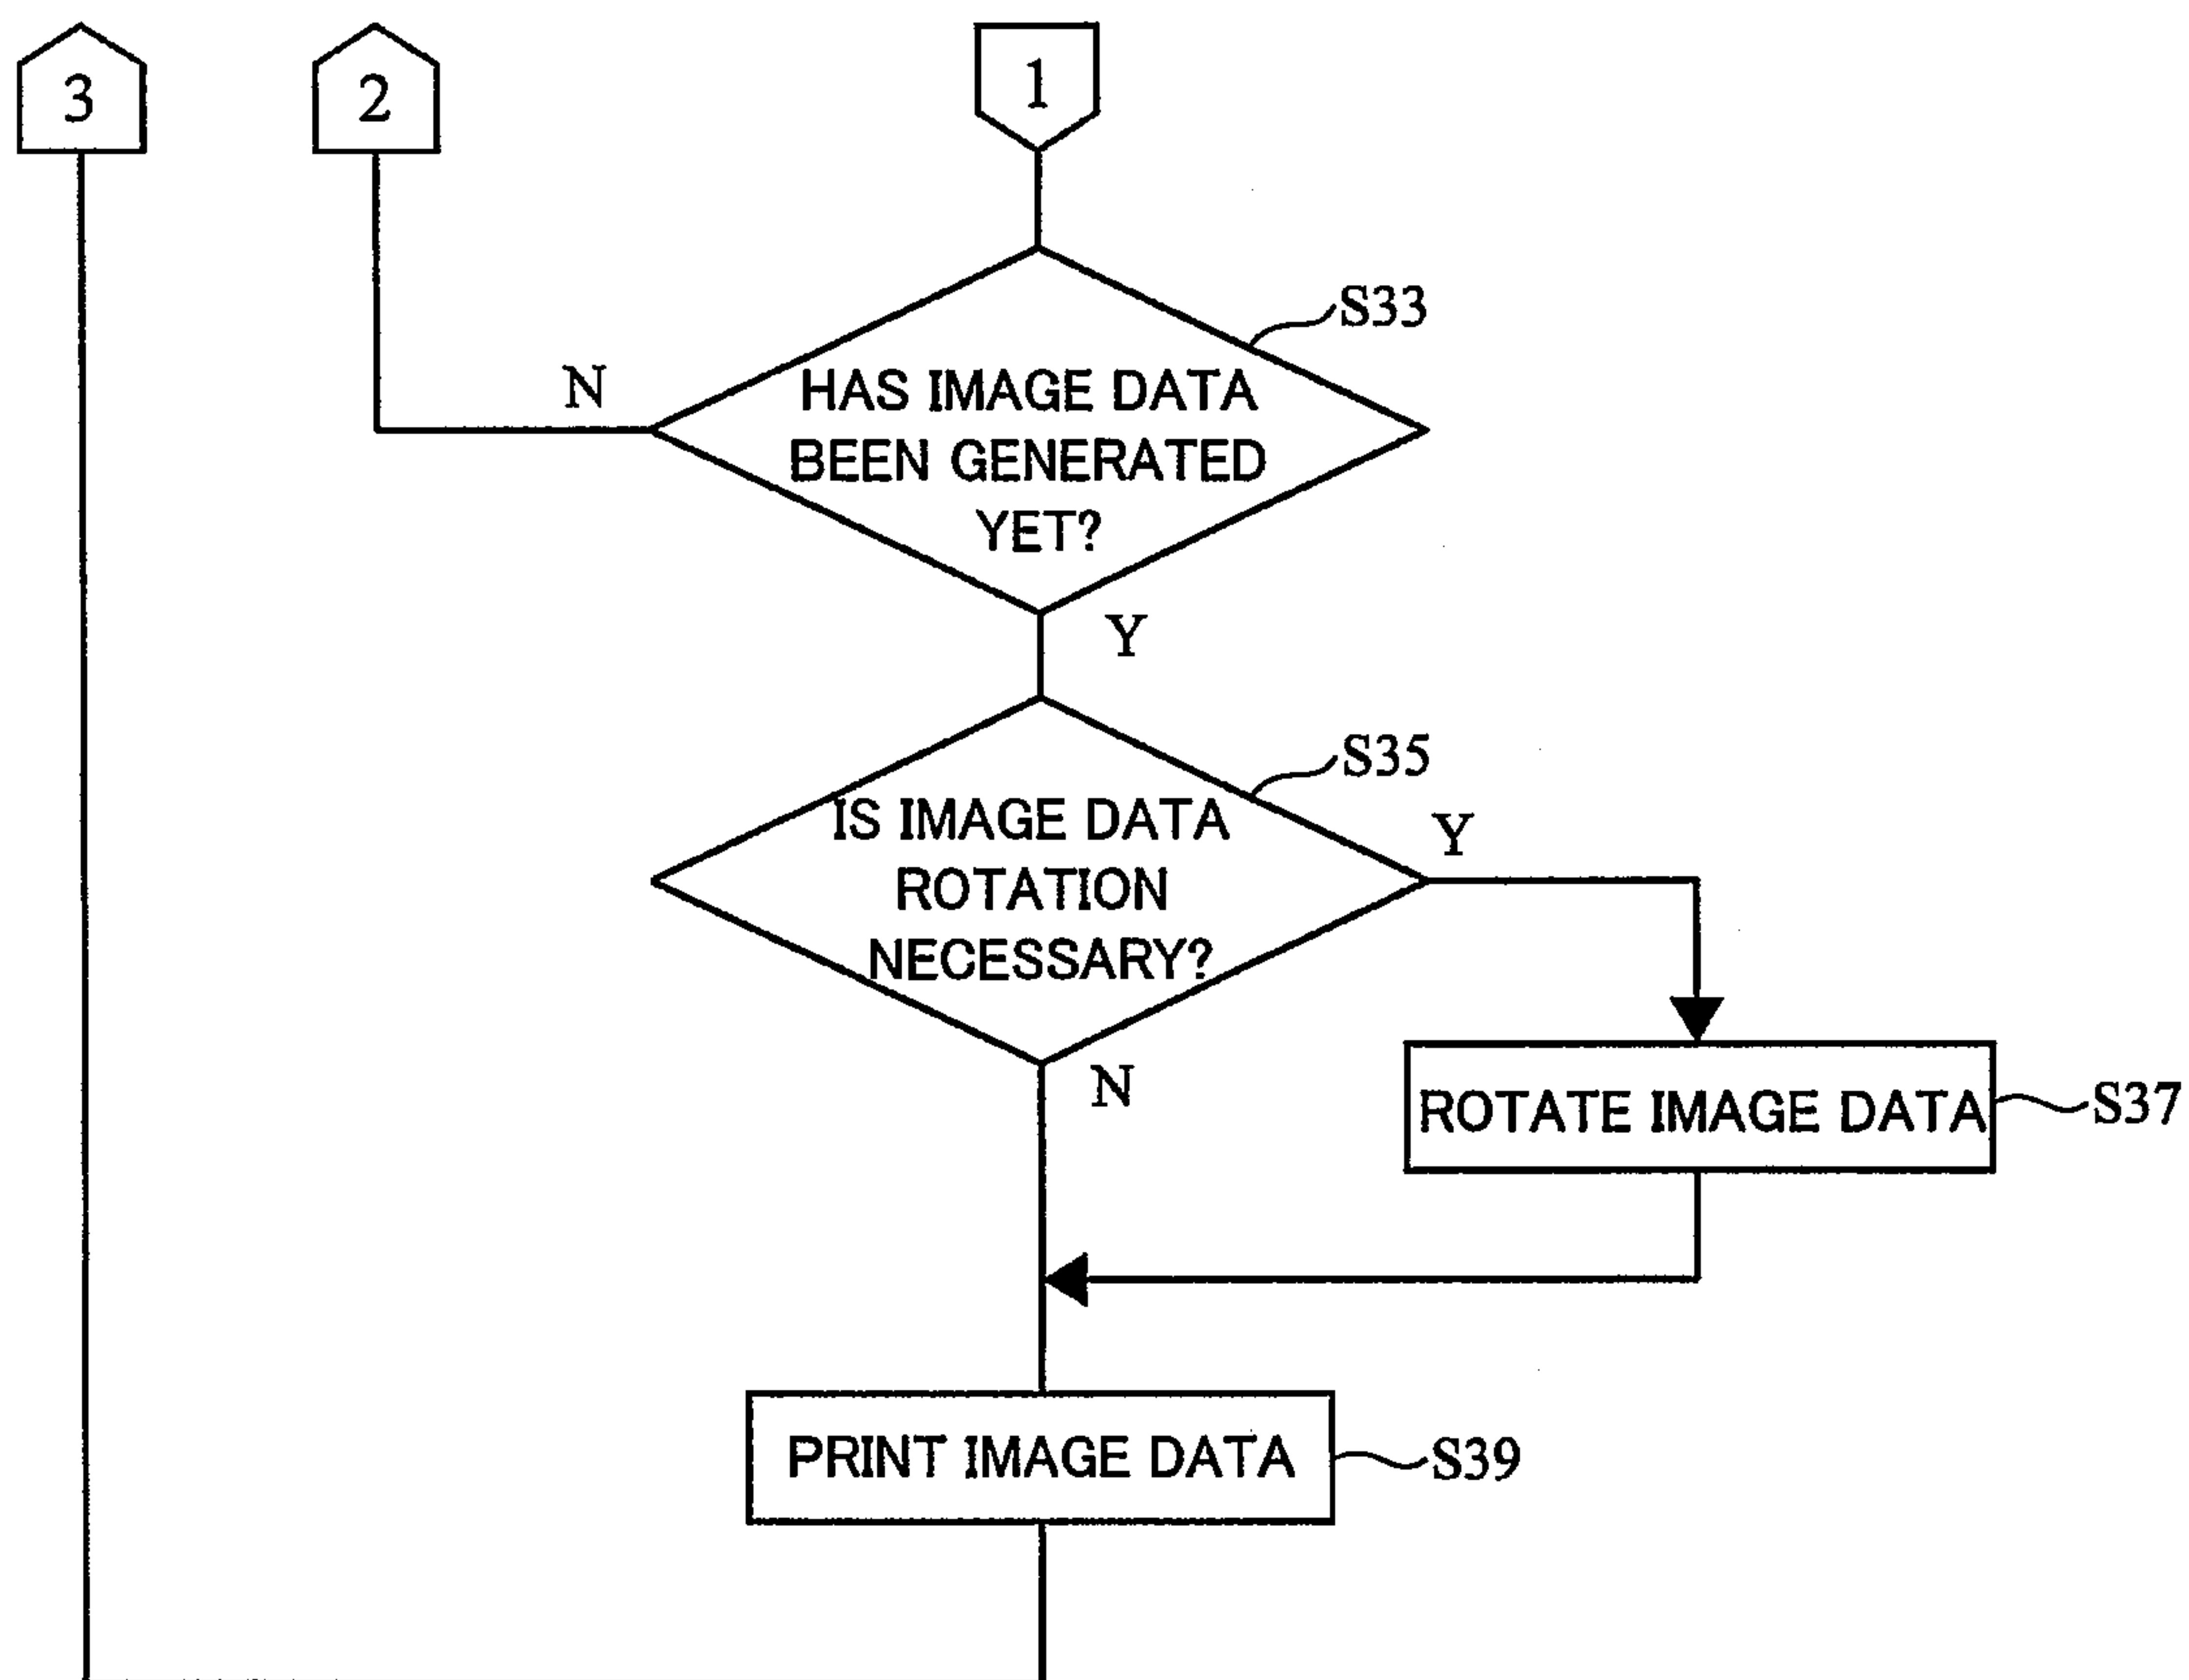 3
2
1
S33
N
HAS IMAGE DATA
BEEN GENERATED
YET?
Y
S35
IS IMAGE DATA
ROTATION
NECESSARY?
Y
N
ROTATE IMAGE DATA
S37
PRINT IMAGE DATA
S39